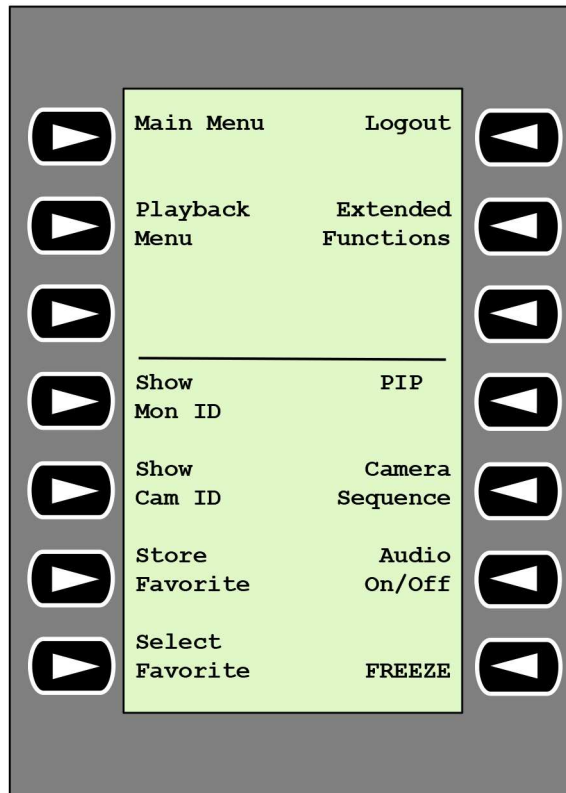 Main Menu Logout
Playback Extended
Menu Functions
Show PIP
Mon ID
Show Camera
Cam ID Sequence
Store Audio
Favorite On/Off
Select
Favorite FREEZE